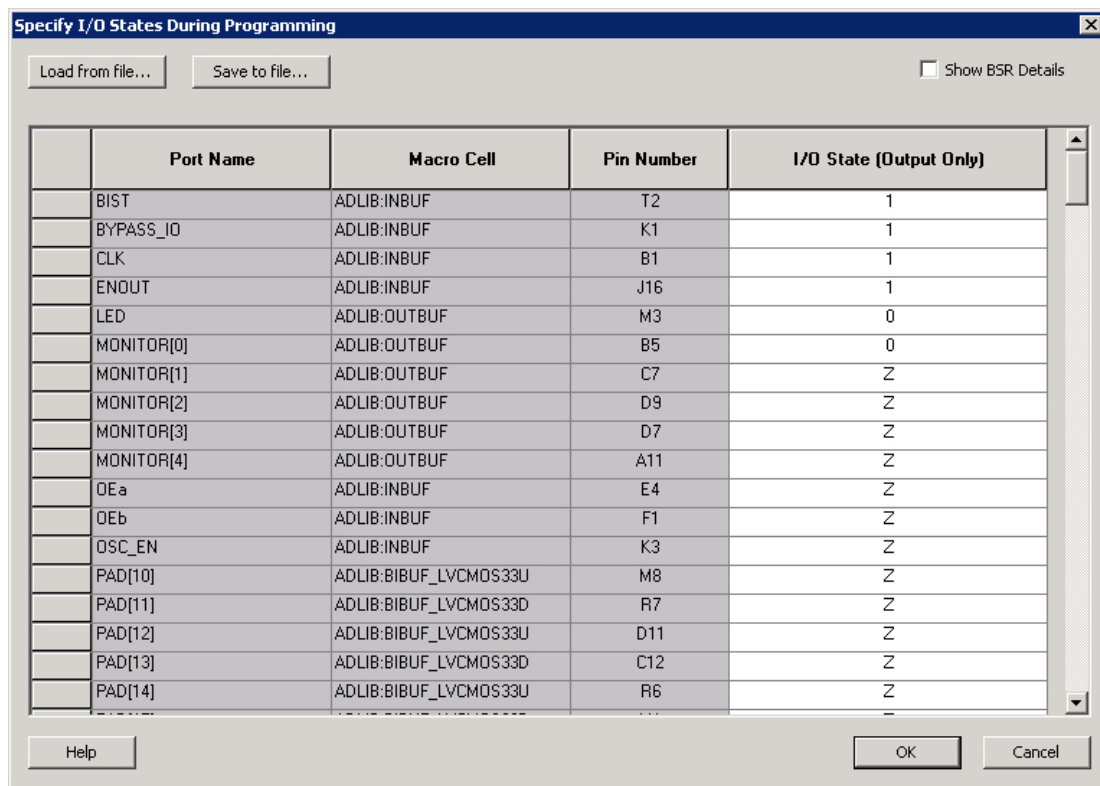 Specify I/O States During Programming
Load from file... Save to file... Show BSR Details
Port Name Macro Cell Pin Number I/O State (Output Only)
BIST ADLIB:INBUF T2 1
BYPASS_IO ADLIB:INBUF K1 1
CLK ADLIB:INBUF B1 1
ENOUT ADLIB:INBUF J16 1
LED ADLIB:OUTBUF M3 0
MONITOR[0] ADLIB:OUTBUF B5 0
MONITOR[1] ADLIB:OUTBUF C7 Z
MONITOR[2] ADLIB:OUTBUF D9 Z
MONITOR[3] ADLIB:OUTBUF D7 Z
MONITOR[4] ADLIB:OUTBUF A11 Z
OEa ADLIB:INBUF E4 Z
OEb ADLIB:INBUF F1 Z
OSC_EN ADLIB:INBUF K3 Z
PAD[10] ADLIB:BIBUF_LVCMOS33U M8 Z
PAD[11] ADLIB:BIBUF_LVCMOS33D R7 Z
PAD[12] ADLIB:BIBUF_LVCMOS33U D11 Z
PAD[13] ADLIB:BIBUF_LVCMOS33D C12 Z
PAD[14] ADLIB:BIBUF_LVCMOS33U R6 Z
Help OK Cancel